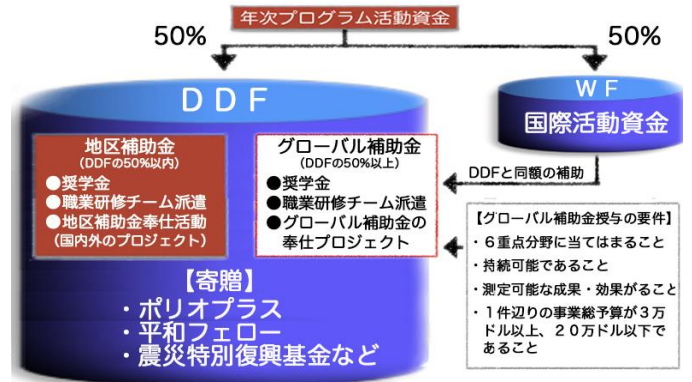 年次プログラム活動資金
50%
50%
DDF
WF
国際活動資金
地区補助金
(DDFの50%以内)
●奨学金
●職業研修チーム派遣
●地区補助金奉仕活動
(国内外のプロジェクト)
グローバル補助金
(DDFの50%以上)
●奨学金
●職業研修チーム派遣
●グローバル補助金の
奉仕プロジェクト
DDFと同額の補助
【グローバル補助金授与の要件】
・6重点分野に当てはまること
・持続可能であること
・測定可能な成果・効果がること
・1件辺りの事業総予算が3万
ドル以上、20万ドル以下で
あること
【寄贈】
・ポリオプラス
・平和フェロー
・震災特別復興基金など